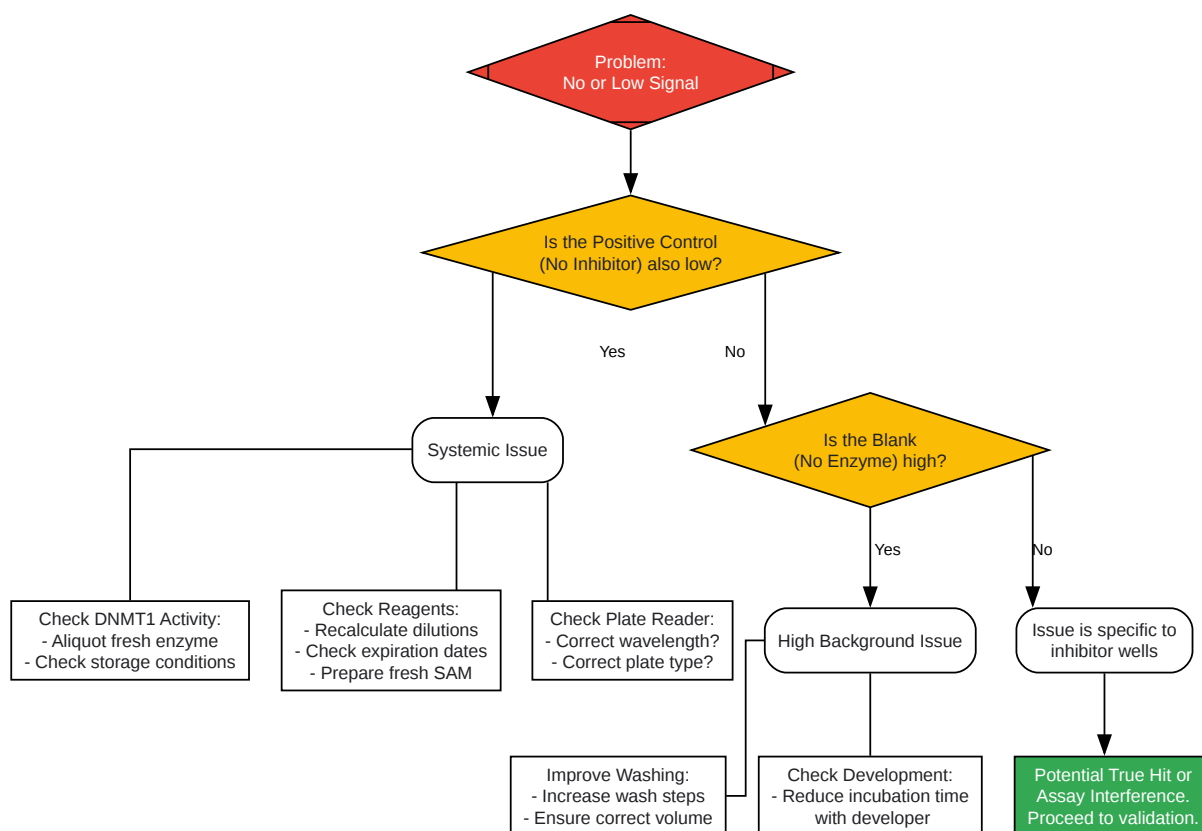 Problem:
No or Low Signal
Is the Positive Control
(No Inhibitor) also low?
Yes
No
Systemic Issue
Is the Blank
(No Enzyme) high?
Yes
No
Check DNMT1 Activity:
- Aliquot fresh enzyme
- Check storage conditions
Check Reagents:
- Recalculate dilutions
- Check expiration dates
- Prepare fresh SAM
Check Plate Reader:
- Correct wavelength?
- Correct plate type?
High Background Issue
Issue is specific to
inhibitor wells
Improve Washing:
- Increase wash steps
- Ensure correct volume
Check Development:
- Reduce incubation time
with developer
Potential True Hit or
Assay Interference.
Proceed to validation.